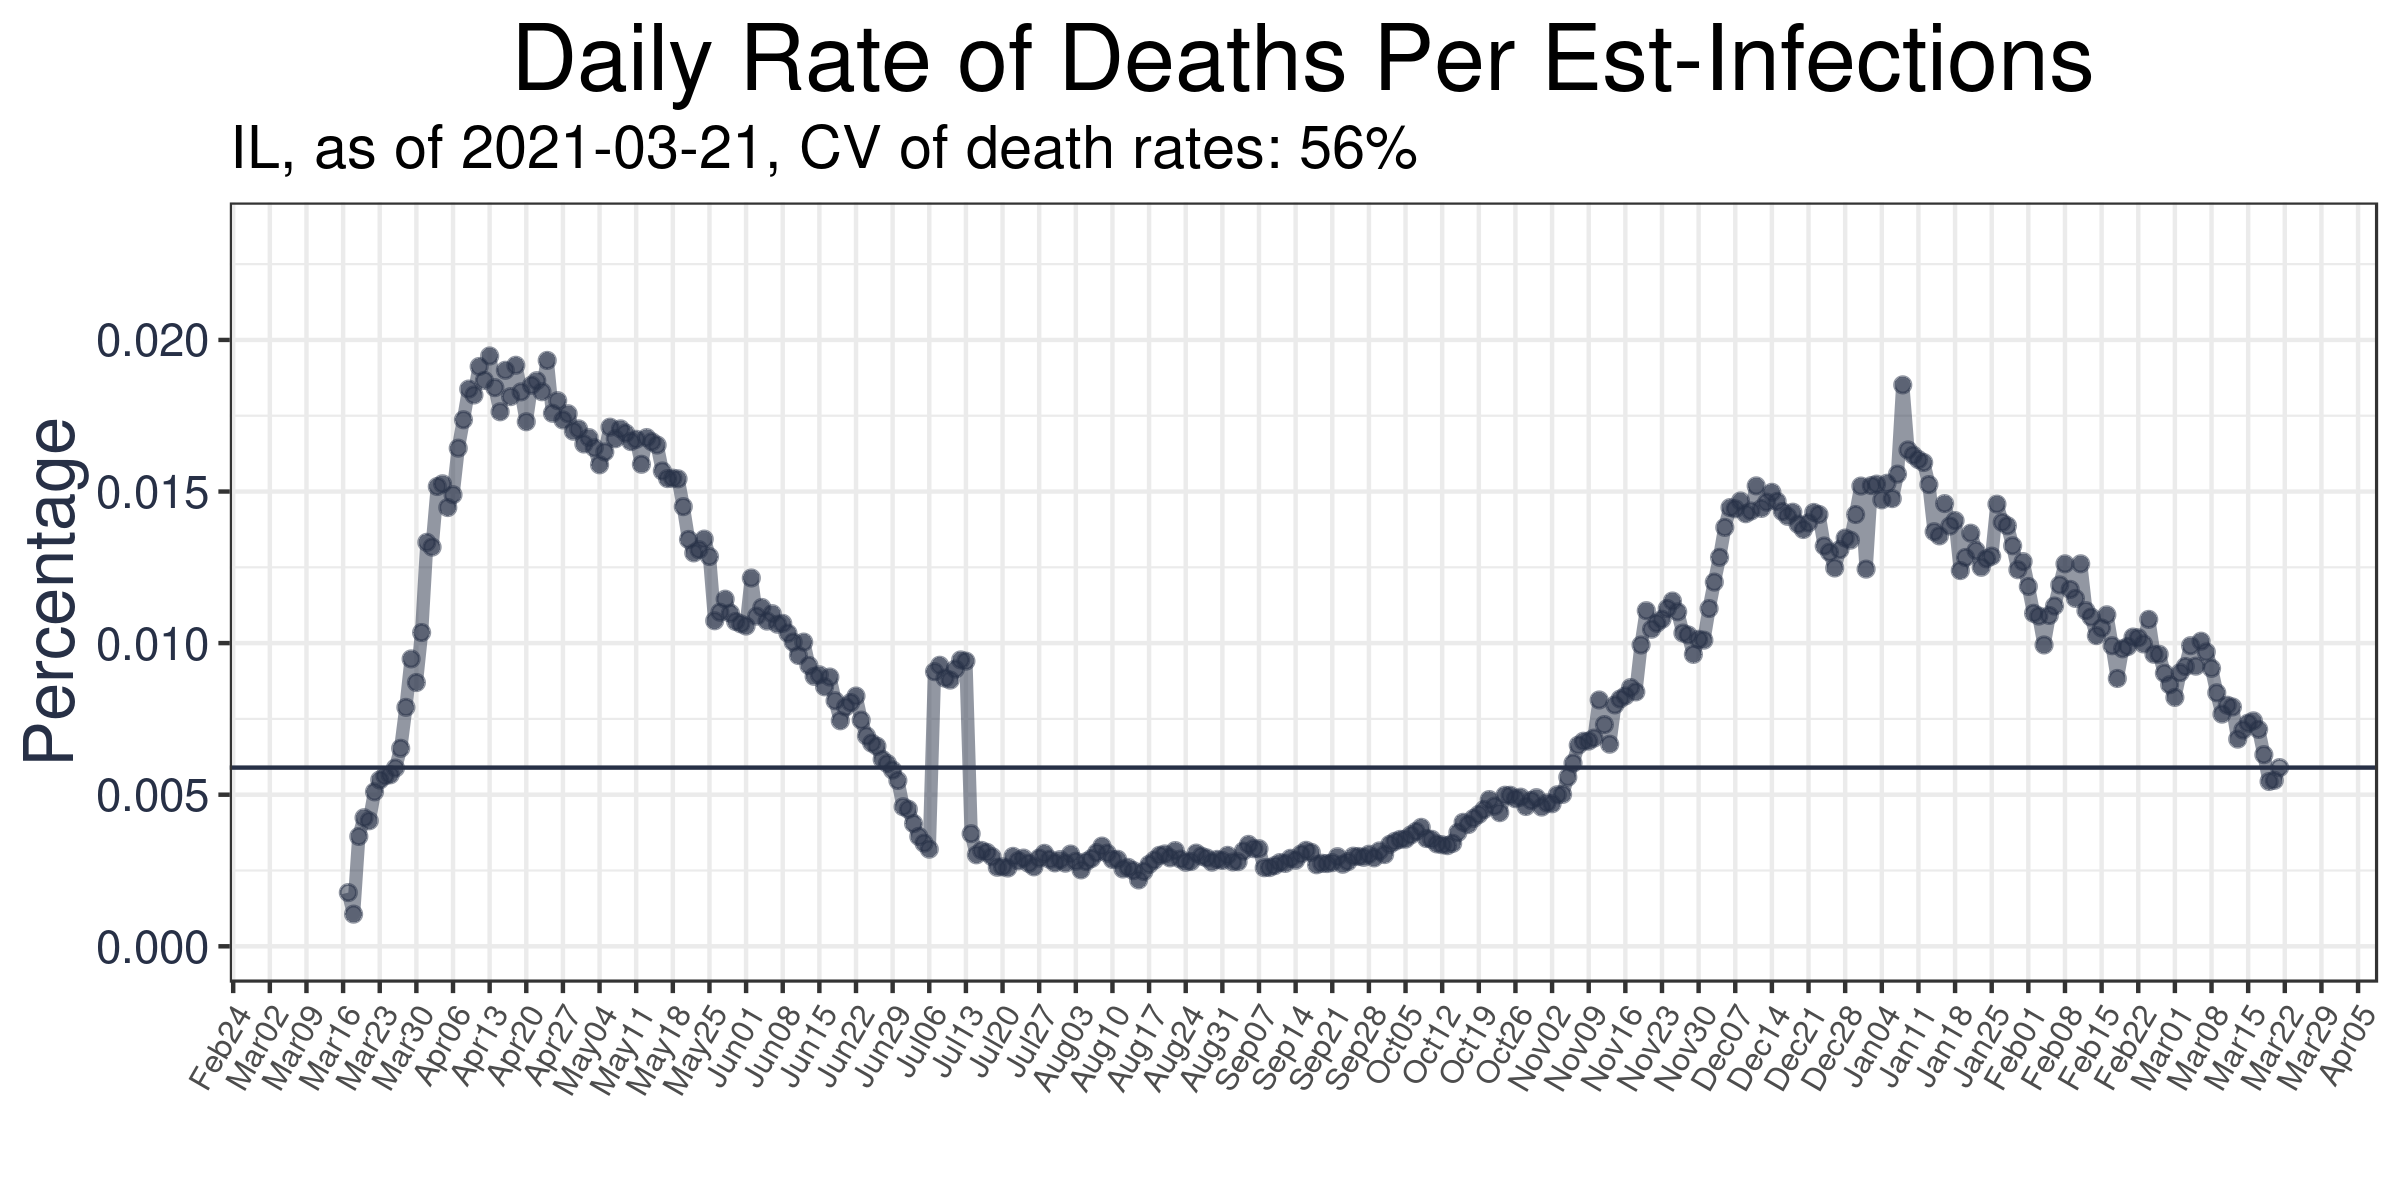 Daily Rate of Deaths Per Est-Infections
IL, as of 2021-03-21, CV of death rates: 56%
Percentage
0.020
0.015
0.010
0.005
0.000
Feb24
Mar02
Mar09
Mar16
Mar23
Mar30
Apr06
Apr13
Apr20
Apr27
May04
May11
May18
May25
Jun01
Jun08
Jun15
Jun22
Jun29
Jul06
Jul13
Jul20
Jul27
Aug03
Aug10
Aug17
Aug24
Aug31
Sep07
Sep14
Sep21
Sep28
Oct05
Oct12
Oct19
Oct26
Nov02
Nov09
Nov16
Nov23
Nov30
Dec07
Dec14
Dec21
Dec28
Jan04
Jan11
Jan18
Jan25
Feb01
Feb08
Feb15
Feb22
Mar01
Mar08
Mar15
Mar22
Mar29
Apr05